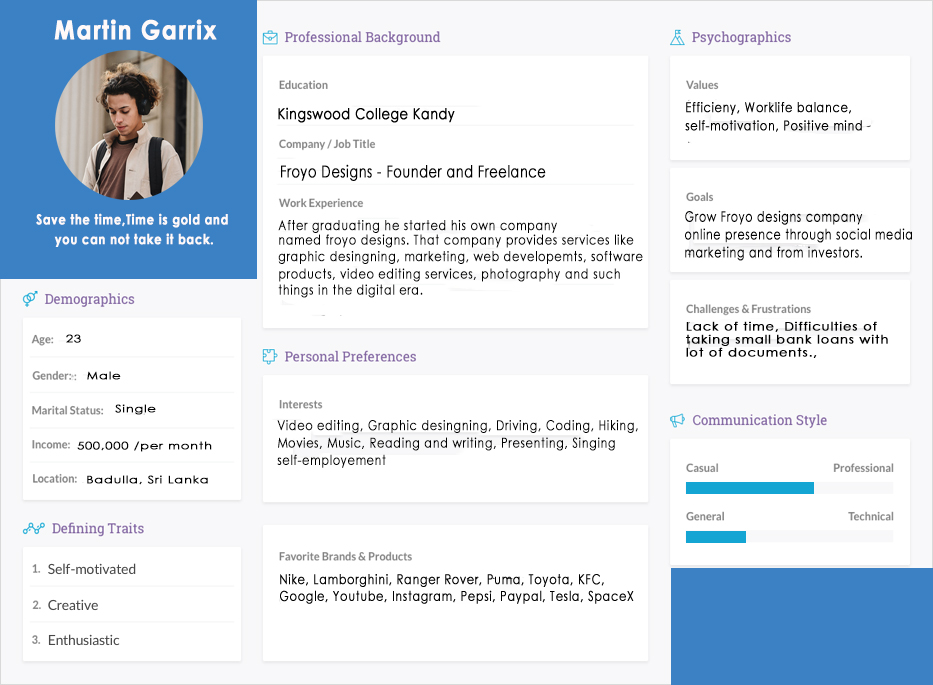 Martin Garrix
Save the time,Time is gold and
you can not take it back.
Demographics
Age: 23
Gender: Male
Marital Status: Single
Income: 500,000 /per month
Location: Badulla, Sri Lanka
Defining Traits
1. Self-motivated
2. Creative
3. Enthusiastic
Professional Background
Education
Kingswood College Kandy
Company / Job Title
Froyo Designs - Founder and Freelance
Work Experience
After graduating he started his own company
named froyo designs. That company provides services like
graphic desingning, marketing, web developemts, software
products, video editing services, photography and such
things in the digital era.
Personal Preferences
Interests
Video editing, Graphic desingning, Driving, Coding, Hiking,
Movies, Music, Reading and writing, Presenting, Singing
self-employement
Favorite Brands & Products
Nike, Lamborghini, Ranger Rover, Puma, Toyota, KFC,
Google, Youtube, Instagram, Pepsi, Paypal, Tesla, SpaceX
Psychographics
Values
Efficieny, Worklife balance,
self-motivation, Positive mind -
Goals
Grow Froyo designs company
online presence through social media
marketing and from investors.
Challenges & Frustrations
Lack of time, Difficulties of
taking small bank loans with
lot of documents.,
Communication Style
Casual Professional
General Technical